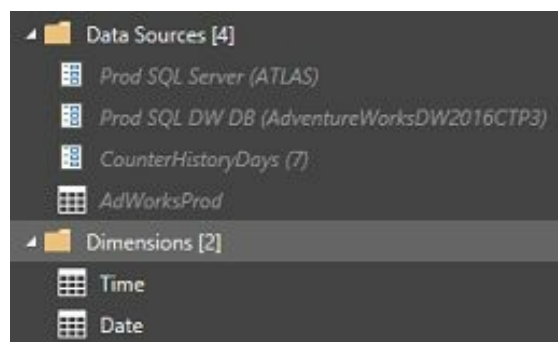 Data Sources [4]
Prod SQL Server (ATLAS)
Prod SQL DW DB (AdventureWorksDW2016CTP3)
CounterHistoryDays (7)
AdWorksProd
Dimensions [2]
Time
Date